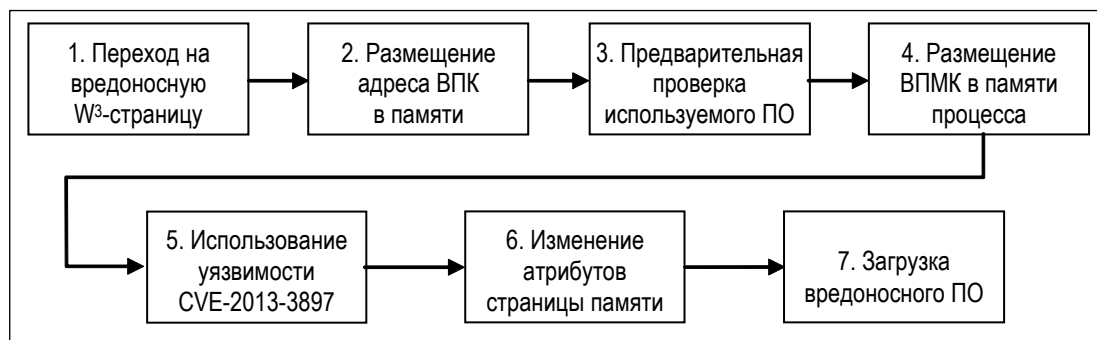 1. Переход на
вредоносную
W³-страницу
2. Размещение
адреса ВПК
в памяти
3. Предварительная
проверка
используемого ПО
4. Размещение
ВПМК в памяти
процесса
5. Использование
уязвимости
CVE-2013-3897
6. Изменение
атрибутов
страницы памяти
7. Загрузка
вредоносного ПО